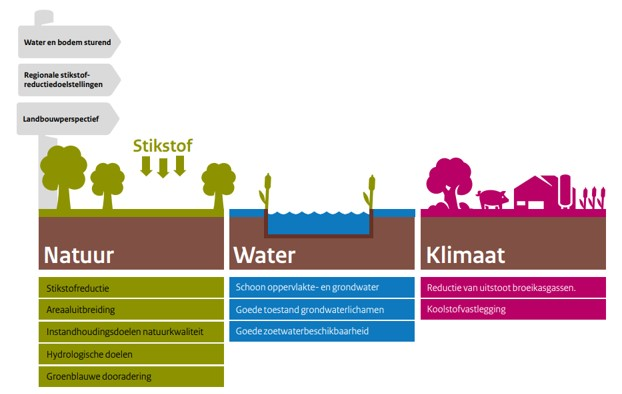 Water en bodem sturend
Regionale stikstof-
reductiedoelstellingen
Landbouwperspectief
Stikstof
Natuur
Stikstofreductie
Areaaluitbreiding
Instandhoudingsdoelen natuurkwaliteit
Hydrologische doelen
Groenblauwe dooradering
Water
Schoon oppervlakte- en grondwater
Goede toestand grondwaterlichamen
Goede zoetwaterbeschikbaarheid
Klimaat
Reductie van uitstoot broeikasgassen.
Koolstofvastlegging